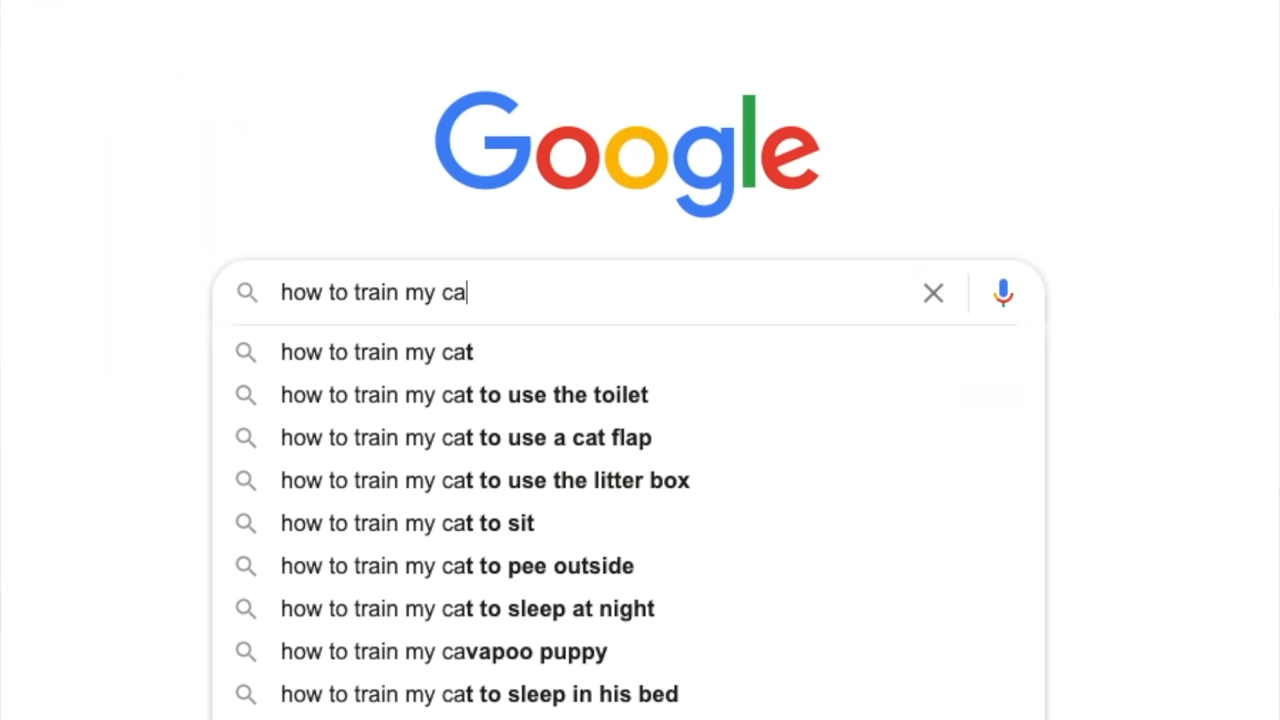 Google
how to train my ca
how to train my cat
how to train my cat to use the toilet
how to train my cat to use a cat flap
how to train my cat to use the litter box
how to train my cat to sit
how to train my cat to pee outside
how to train my cat to sleep at night
how to train my cavapoo puppy
how to train my cat to sleep in his bed